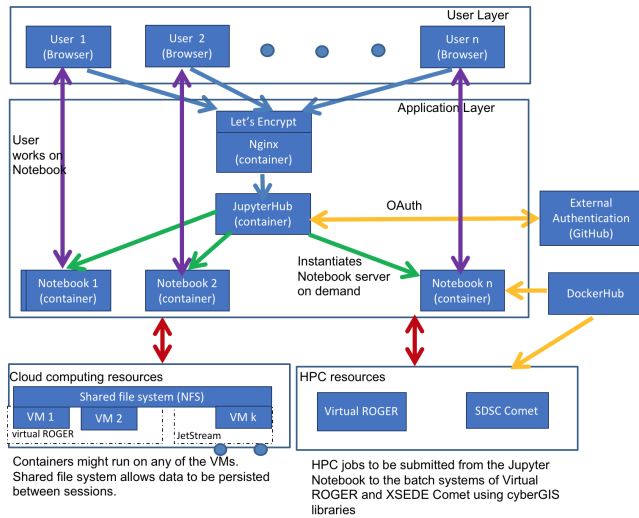 User Layer
User 1
(Browser)
User 2
(Browser)
User n
(Browser)
Application Layer
Let's Encrypt
Nginx
(container)
User
works on
Notebook
JupyterHub
(container)
OAuth
External
Authentication
(GitHub)
Instantiates
Notebook server
on demand
Notebook 1
(container)
Notebook 2
(container)
Notebook n
(container)
DockerHub
Cloud computing resources
Shared file system (NFS)
VM 1
VM 2
VM k
virtual ROGER
JetStream
HPC resources
Virtual ROGER
SDSC Comet
Containers might run on any of the VMs.
Shared file system allows data to be persisted
between sessions.
HPC jobs to be submitted from the Jupyter
Notebook to the batch systems of Virtual
ROGER and XSEDE Comet using cyberGIS
libraries